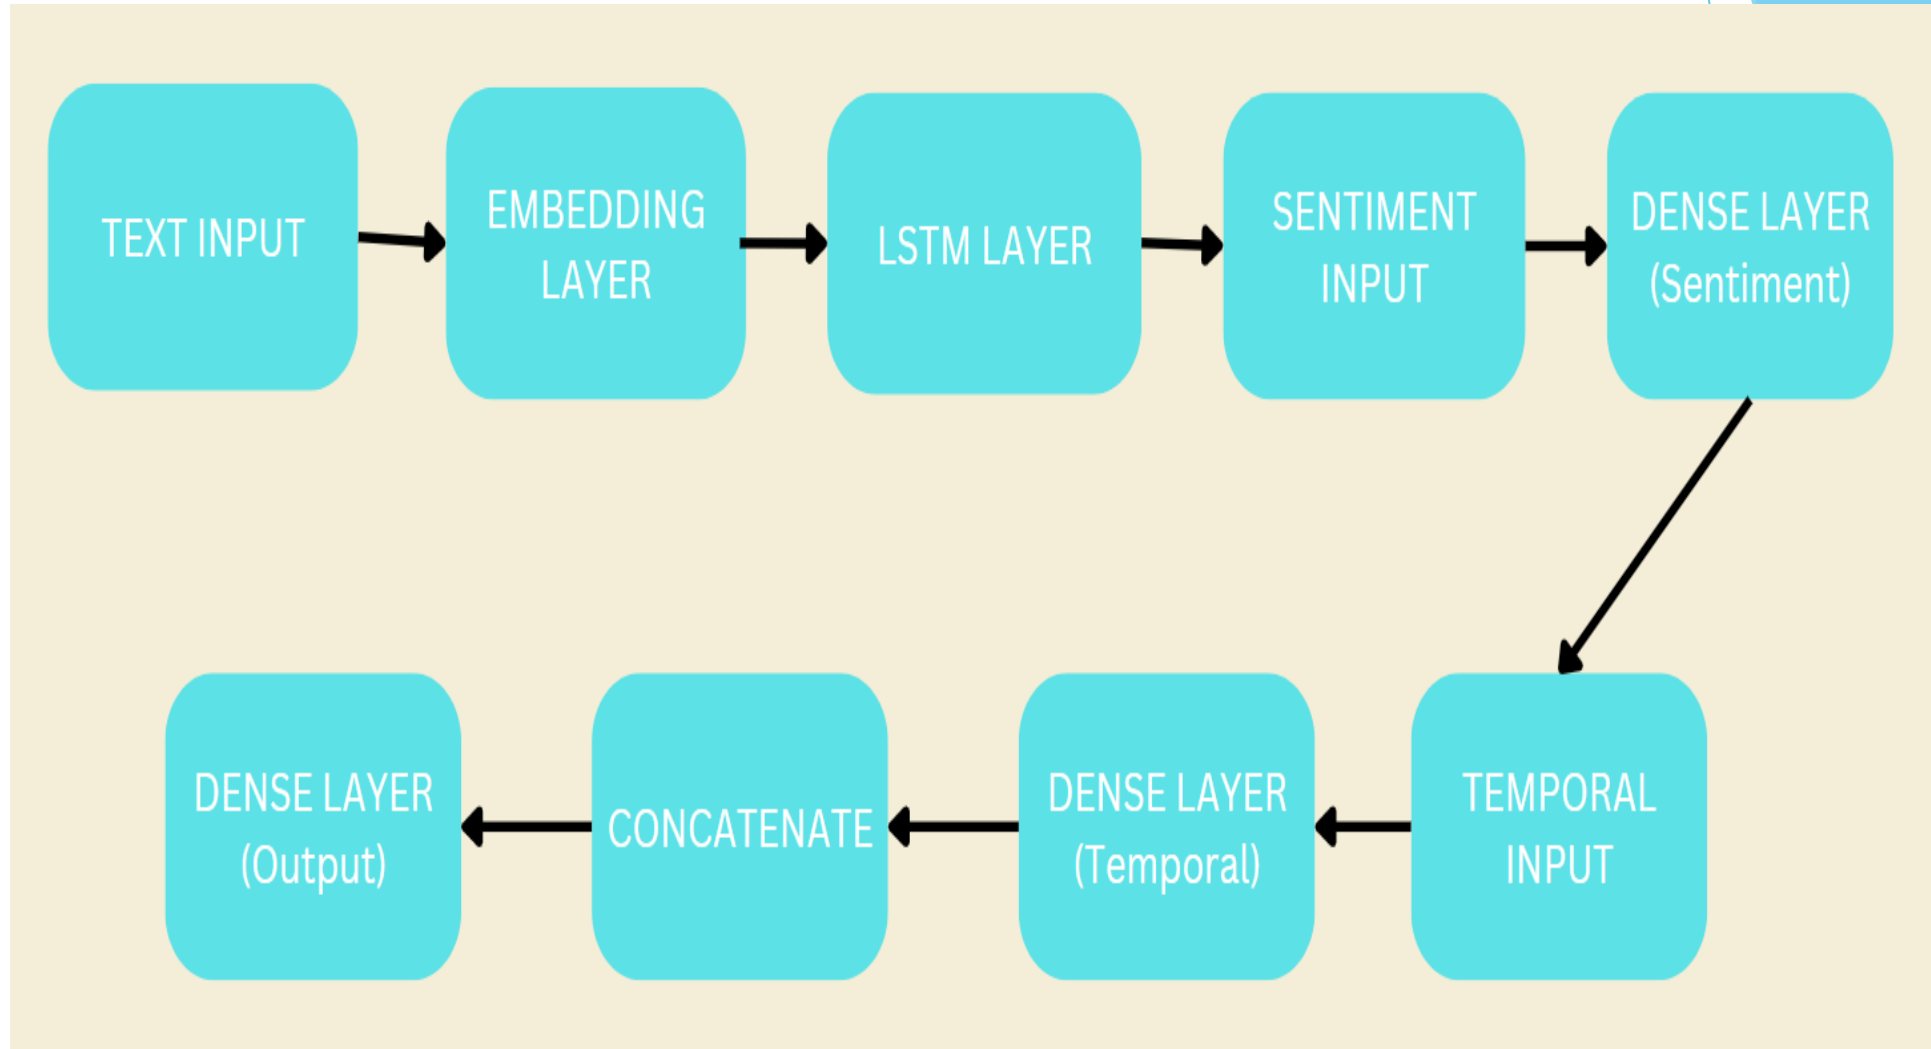 TEXT INPUT
EMBEDDING
LAYER
LSTM LAYER
SENTIMENT
INPUT
DENSE LAYER
(Sentiment)
TEMPORAL
INPUT
DENSE LAYER
(Temporal)
CONCATENATE
DENSE LAYER
(Output)